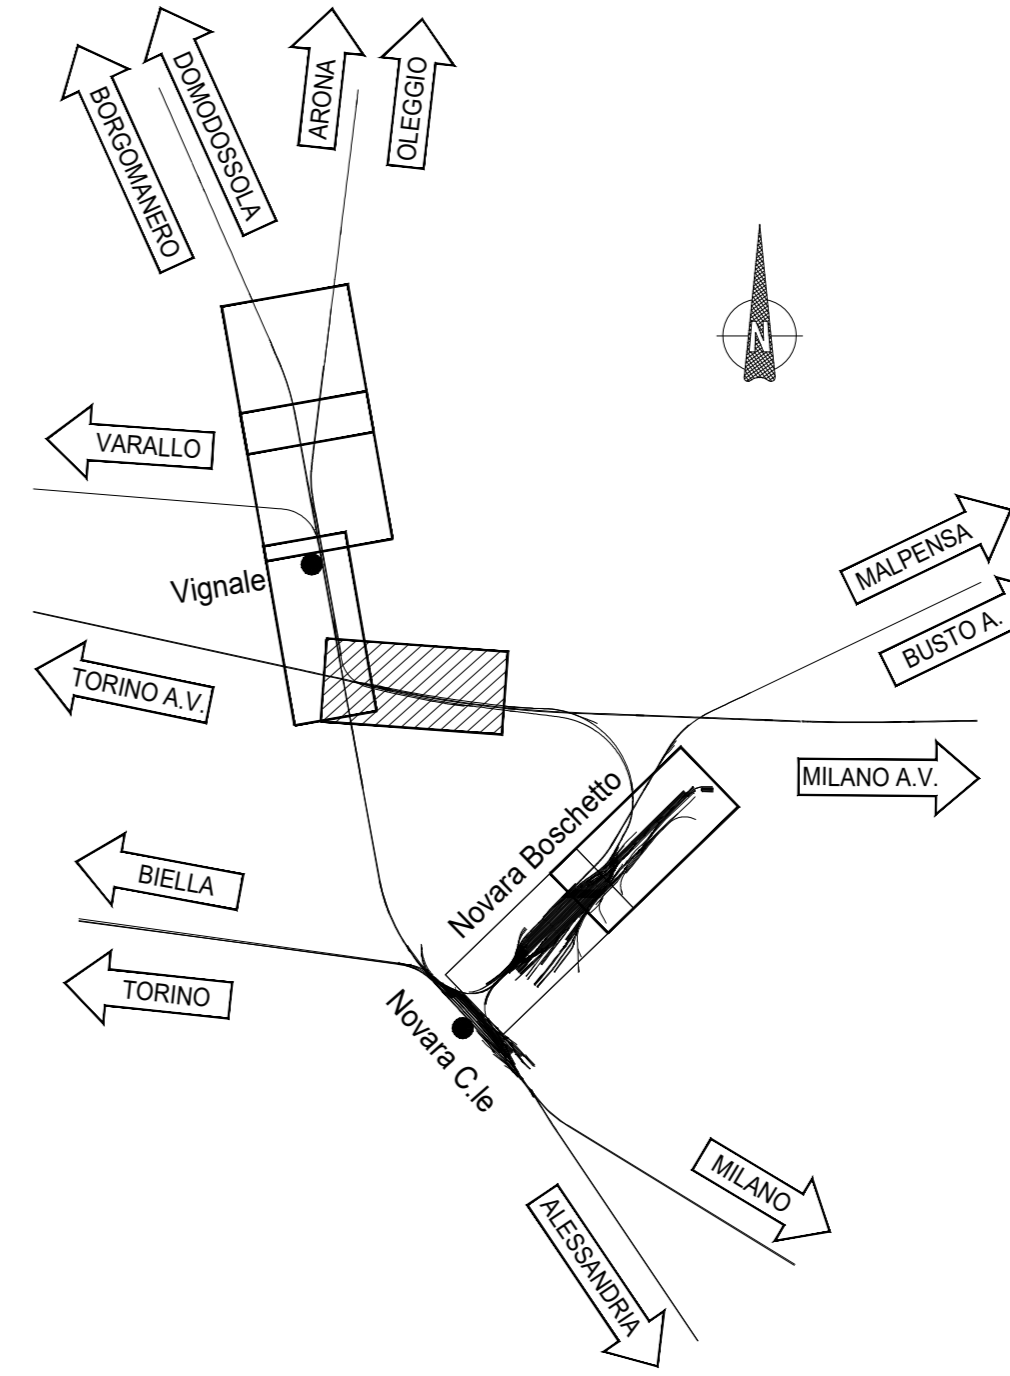 DOMODOSSOLA
BORGOMANERO
ARONA
OLEGGIO
N
VARALLO
MALPENSA
Vignale
BUSTO A.
TORINO A.V.
MILANO A.V.
Novara Boschetto
BIELLA
TORINO
Novara C.le
MILANO
ALESSANDRIA